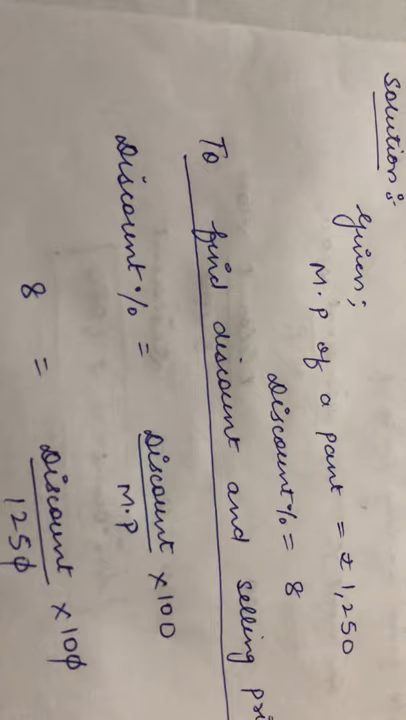 Solution:
Given;
M.P of a pant = ₹1,250
Discount% = 8
To find discount and selling
Discount% = Discount/M.P × 100
8 = Discount/1250 × 100